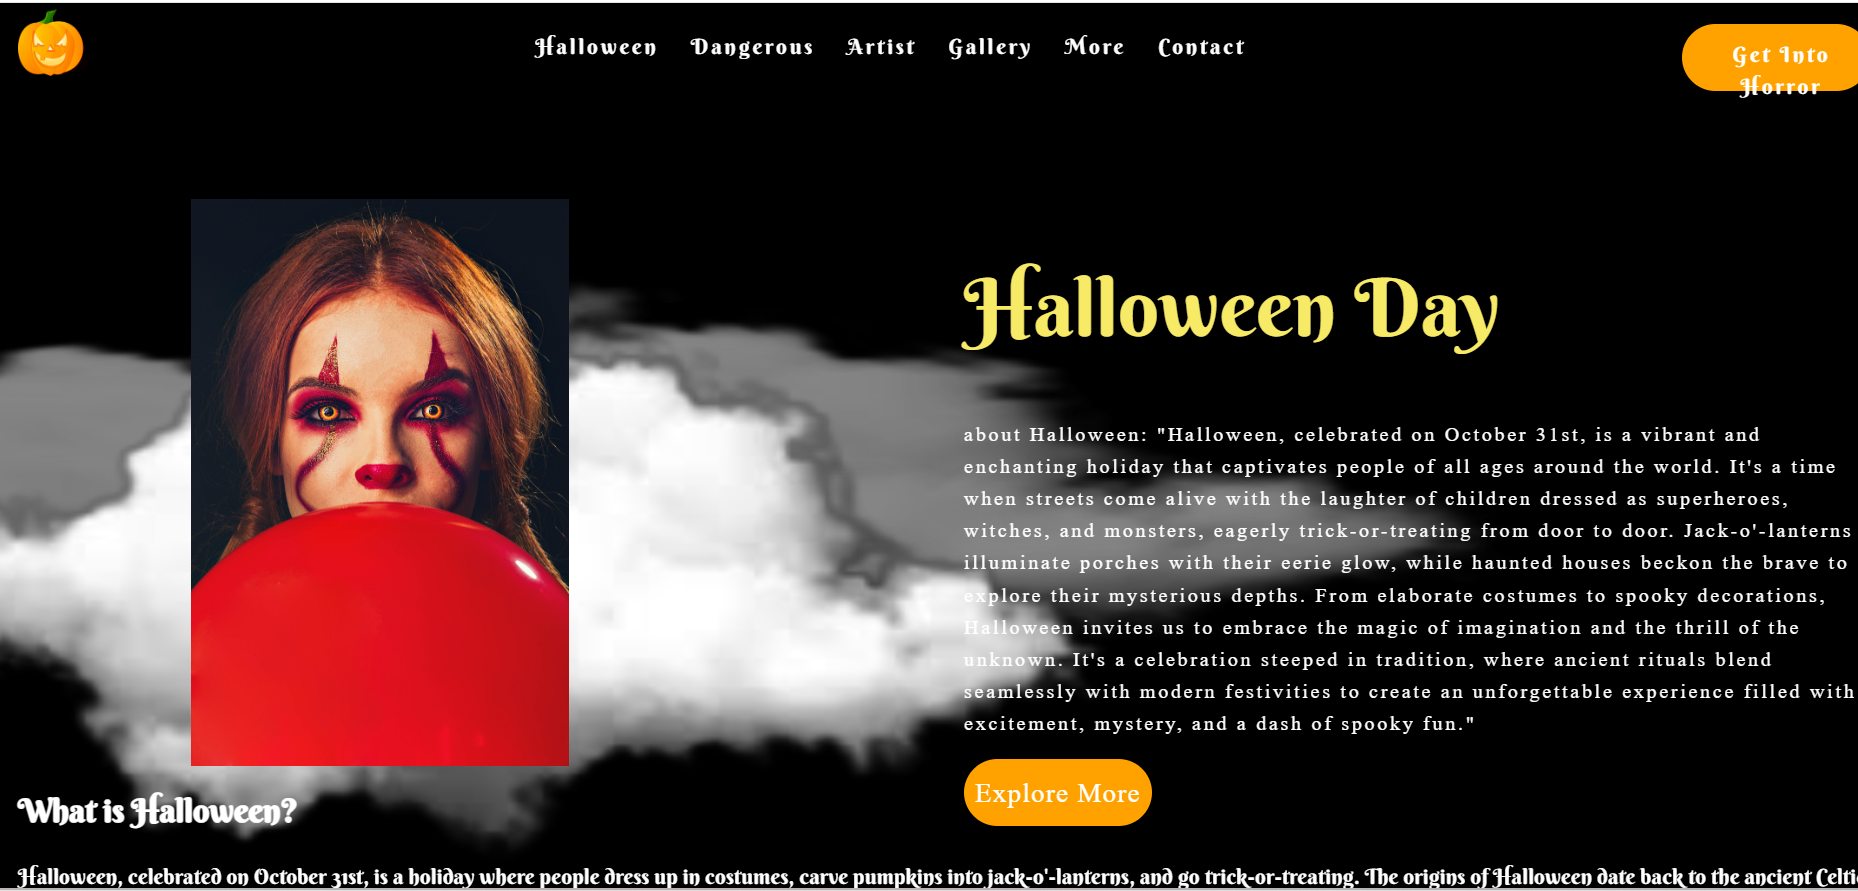 Halloween Dangerous Artist Gallery More Contact
Get Into
Horror
Halloween Day
about Halloween: "Halloween, celebrated on October 31st, is a vibrant and
enchanting holiday that captivates people of all ages around the world. It's a time
when streets come alive with the laughter of children dressed as superheroes,
witches, and monsters, eagerly trick-or-treating from door to door. Jack-o'-lanterns
illuminate porches with their eerie glow, while haunted houses beckon the brave to
explore their mysterious depths. From elaborate costumes to spooky decorations,
Halloween invites us to embrace the magic of imagination and the thrill of the
unknown. It's a celebration steeped in tradition, where ancient rituals blend
seamlessly with modern festivities to create an unforgettable experience filled with
excitement, mystery, and a dash of spooky fun."
Explore More
What is Halloween?
Halloween, celebrated on October 31st, is a holiday where people dress up in costumes, carve pumpkins into jack-o'-lanterns, and go trick-or-treating. The origins of Halloween date back to the ancient